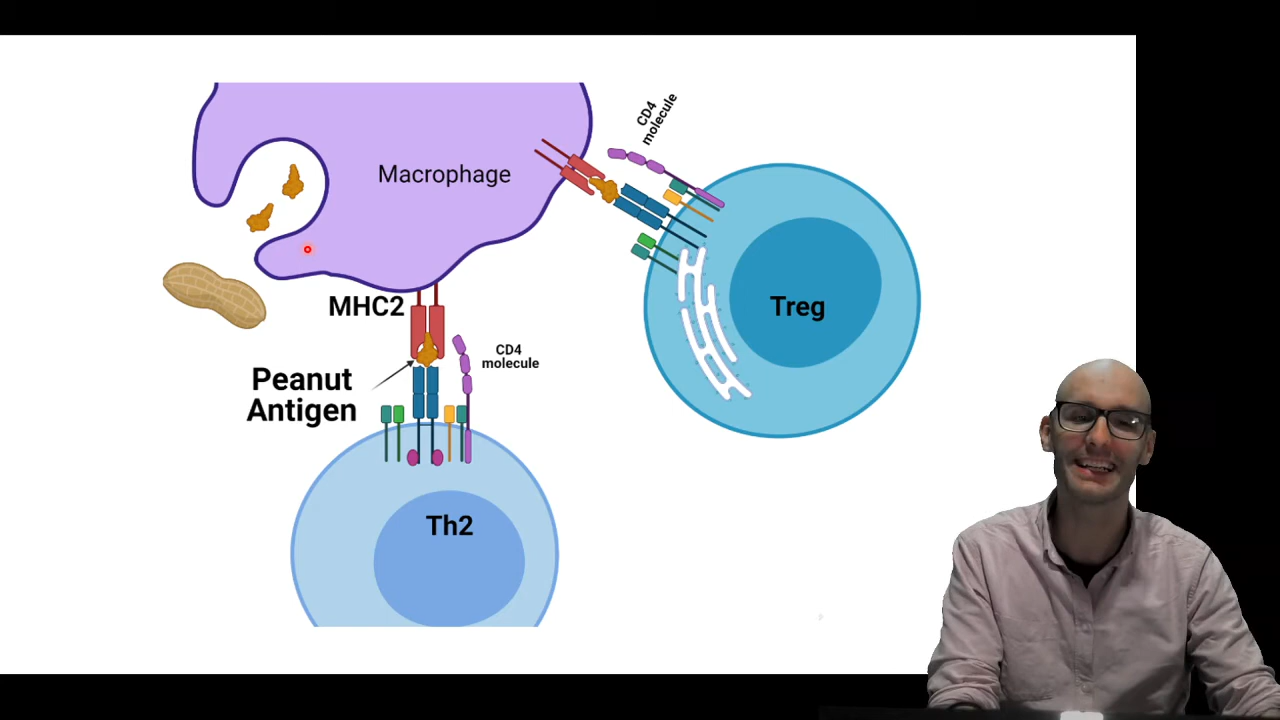 Macrophage
CD4
molecule
MHC2
Peanut
Antigen
CD4
molecule
Treg
Th2